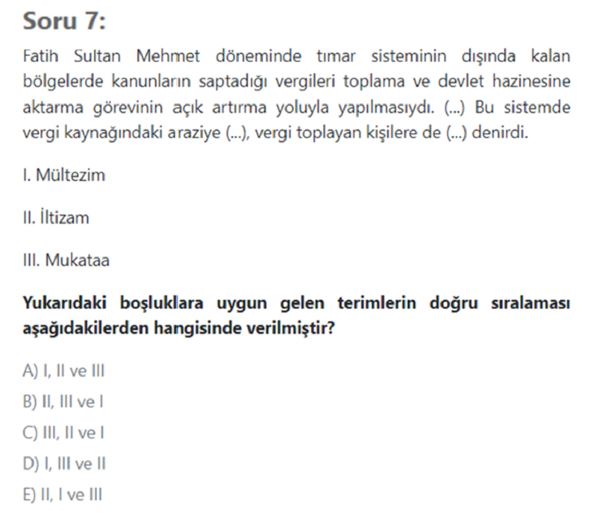 Soru 7:
Fatih Sultan Mehmet döneminde tımar sisteminin dışında kalan
bölgelerde kanunların saptadığı vergileri toplama ve devlet hazinesine
aktarma görevinin açık artırma yoluyla yapılmasıydı. (...) Bu sistemde
vergi kaynağındaki araziye (...), vergi toplayan kişilere de (...) denirdi.
I. Mültezim
II. İltizam
III. Mukataa
Yukarıdaki boşluklara uygun gelen terimlerin doğru sıralaması
aşağıdakilerden hangisinde verilmiştir?
A) I, II ve III
B) II, III ve I
C) III, II ve I
D) I, III ve II
E) II, I ve III